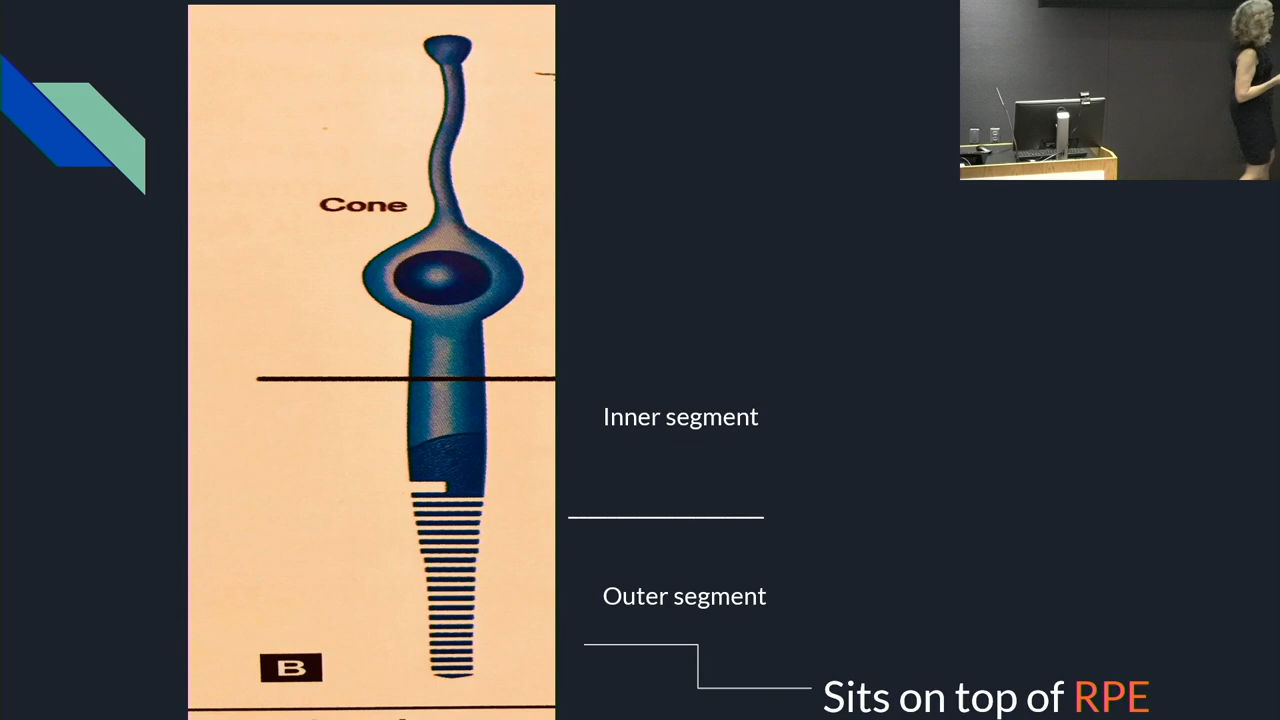 Cone
Inner segment
Outer segment
B
Sits on top of RPE